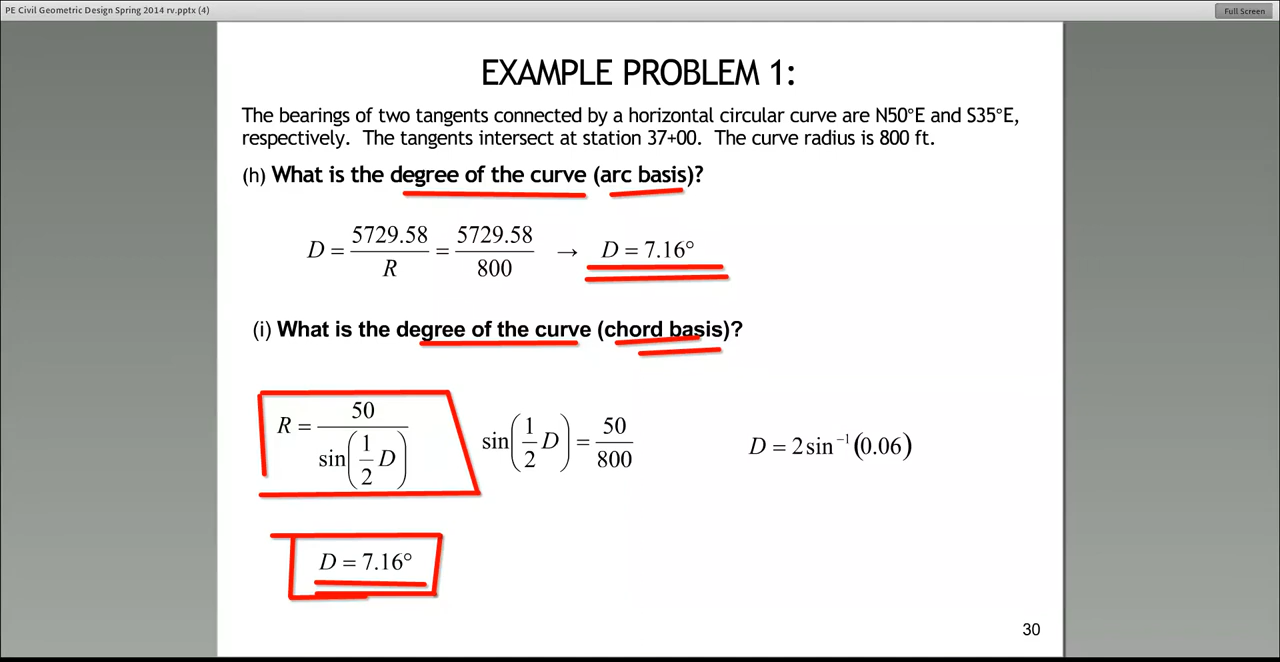 PE Civil Geometric Design Spring 2014 rv.pptx (4)
Full Screen
EXAMPLE PROBLEM 1:
The bearings of two tangents connected by a horizontal circular curve are N50°E and S35°E,
respectively. The tangents intersect at station 37+00. The curve radius is 800 ft.
(h) What is the degree of the curve (arc basis)?
D = 5729.58/R = 5729.58/800 → D = 7.16°
(i) What is the degree of the curve (chord basis)?
R = 50/sin(1/2 D) sin(1/2 D) = 50/800 D = 2 sin⁻¹(0.06)
D = 7.16°
30